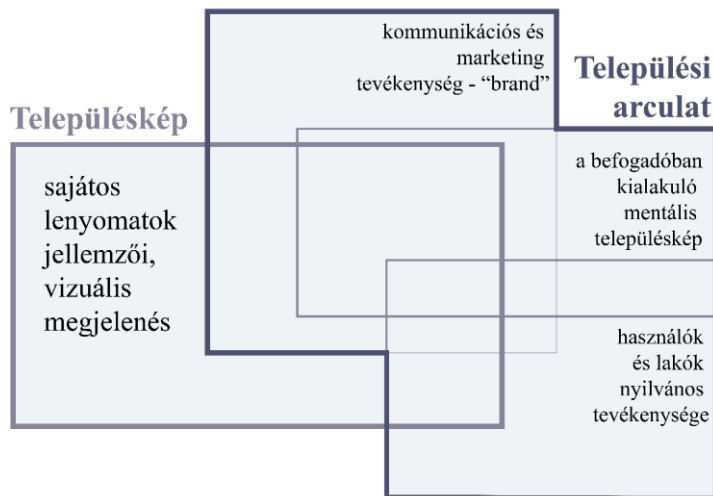 kommunikációs és
marketing
tevékenység - “brand”
Települési
arculat
Településkép
sajátos
lenyomatok
jellemzői,
vizuális
megjelenés
a befogadóban
kialakuló
mentális
településkép
használók
és lakók
nyilvános
tevékenysége